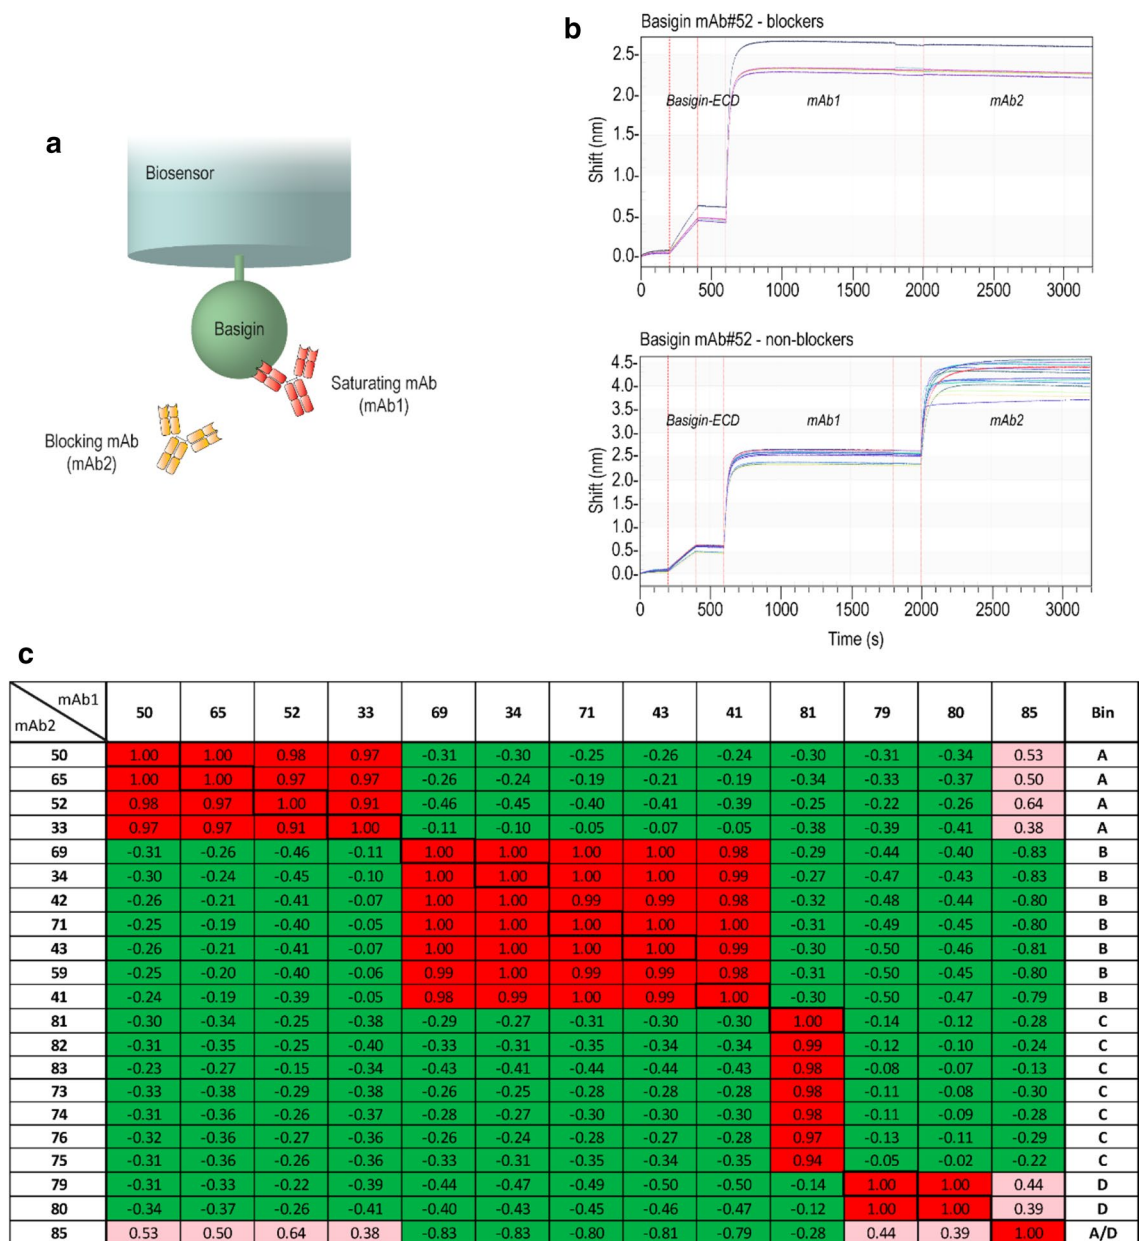 a
Biosensor
Basigin
Saturating mAb
(mAb1)
Blocking mAb
(mAb2)
b
Basigin mAb#52 - blockers
Shift (nm)
2.5-
2.0-
1.5-
1.0-
0.5-
0.0-
Basigin-ECD mAb1 mAb2
0 500 1000 1500 2000 2500 3000
Basigin mAb#52 - non-blockers
Shift (nm)
4.5-
4.0-
3.5-
3.0-
2.5-
2.0-
1.5-
1.0-
0.5-
0.0-
Basigin-ECD mAb1 mAb2
0 500 1000 1500 2000 2500 3000
Time (s)
c
mAb1
mAb2
50 65 52 33 69 34 71 43 41 81 79 80 85 Bin
50 1.00 1.00 0.98 0.97 -0.31 -0.30 -0.25 -0.26 -0.24 -0.30 -0.31 -0.34 0.53 A
65 1.00 1.00 0.97 0.97 -0.26 -0.24 -0.19 -0.21 -0.19 -0.34 -0.33 -0.37 0.50 A
52 0.98 0.97 1.00 0.91 -0.46 -0.45 -0.40 -0.41 -0.39 -0.25 -0.22 -0.26 0.64 A
33 0.97 0.97 0.91 1.00 -0.11 -0.10 -0.05 -0.07 -0.05 -0.38 -0.39 -0.41 0.38 A
69 -0.31 -0.26 -0.46 -0.11 1.00 1.00 1.00 1.00 0.98 -0.29 -0.44 -0.40 -0.83 B
34 -0.30 -0.24 -0.45 -0.10 1.00 1.00 1.00 1.00 0.99 -0.27 -0.47 -0.43 -0.83 B
42 -0.26 -0.21 -0.41 -0.07 1.00 1.00 0.99 0.99 0.98 -0.32 -0.48 -0.44 -0.80 B
71 -0.25 -0.19 -0.40 -0.05 1.00 1.00 1.00 1.00 1.00 -0.31 -0.49 -0.45 -0.80 B
43 -0.26 -0.21 -0.41 -0.07 1.00 1.00 1.00 1.00 0.99 -0.30 -0.50 -0.46 -0.81 B
59 -0.25 -0.20 -0.40 -0.06 0.99 1.00 0.99 0.99 0.98 -0.31 -0.50 -0.45 -0.80 B
41 -0.24 -0.19 -0.39 -0.05 0.98 0.99 1.00 0.99 1.00 -0.30 -0.50 -0.47 -0.79 B
81 -0.30 -0.34 -0.25 -0.38 -0.29 -0.27 -0.31 -0.30 -0.30 1.00 -0.14 -0.12 -0.28 C
82 -0.31 -0.35 -0.25 -0.40 -0.33 -0.31 -0.35 -0.34 -0.34 0.99 -0.12 -0.10 -0.24 C
83 -0.23 -0.27 -0.15 -0.34 -0.43 -0.41 -0.44 -0.44 -0.43 0.98 -0.08 -0.07 -0.13 C
73 -0.33 -0.38 -0.29 -0.38 -0.26 -0.25 -0.28 -0.28 -0.28 0.98 -0.11 -0.08 -0.30 C
74 -0.31 -0.36 -0.26 -0.37 -0.28 -0.27 -0.30 -0.30 -0.30 0.98 -0.11 -0.09 -0.28 C
76 -0.32 -0.36 -0.27 -0.36 -0.26 -0.24 -0.28 -0.27 -0.28 0.97 -0.13 -0.11 -0.29 C
75 -0.31 -0.36 -0.26 -0.36 -0.33 -0.31 -0.35 -0.34 -0.35 0.94 -0.05 -0.02 -0.22 C
79 -0.31 -0.33 -0.22 -0.39 -0.44 -0.47 -0.49 -0.50 -0.50 -0.14 1.00 1.00 0.44 D
80 -0.34 -0.37 -0.26 -0.41 -0.40 -0.43 -0.45 -0.46 -0.47 -0.12 1.00 1.00 0.39 D
85 0.53 0.50 0.64 0.38 -0.83 -0.83 -0.80 -0.81 -0.79 -0.28 0.44 0.39 1.00 A/D